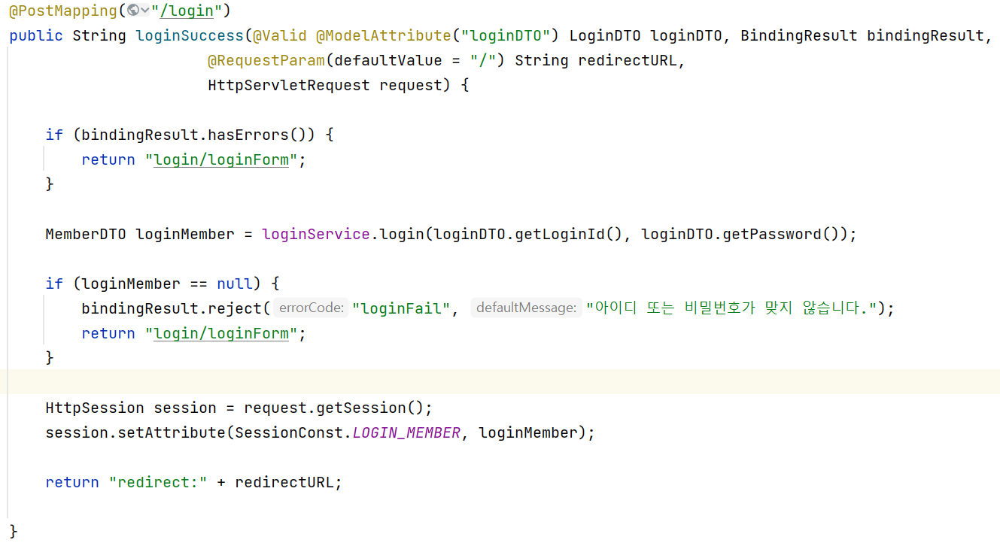 @PostMapping("/login")
public String loginSuccess(@Valid @ModelAttribute("loginDTO") LoginDTO loginDTO, BindingResult bindingResult,
@RequestParam(defaultValue = "/") String redirectURL,
HttpServletRequest request) {
if (bindingResult.hasErrors()) {
return "login/loginForm";
}
MemberDTO loginMember = loginService.login(loginDTO.getLoginId(), loginDTO.getPassword());
if (loginMember == null) {
bindingResult.reject( errorCode: "loginFail", defaultMessage: "아이디 또는 비밀번호가 맞지 않습니다.");
return "login/loginForm";
}
HttpSession session = request.getSession();
session.setAttribute(SessionConst.LOGIN_MEMBER, loginMember);
return "redirect:" + redirectURL;
}